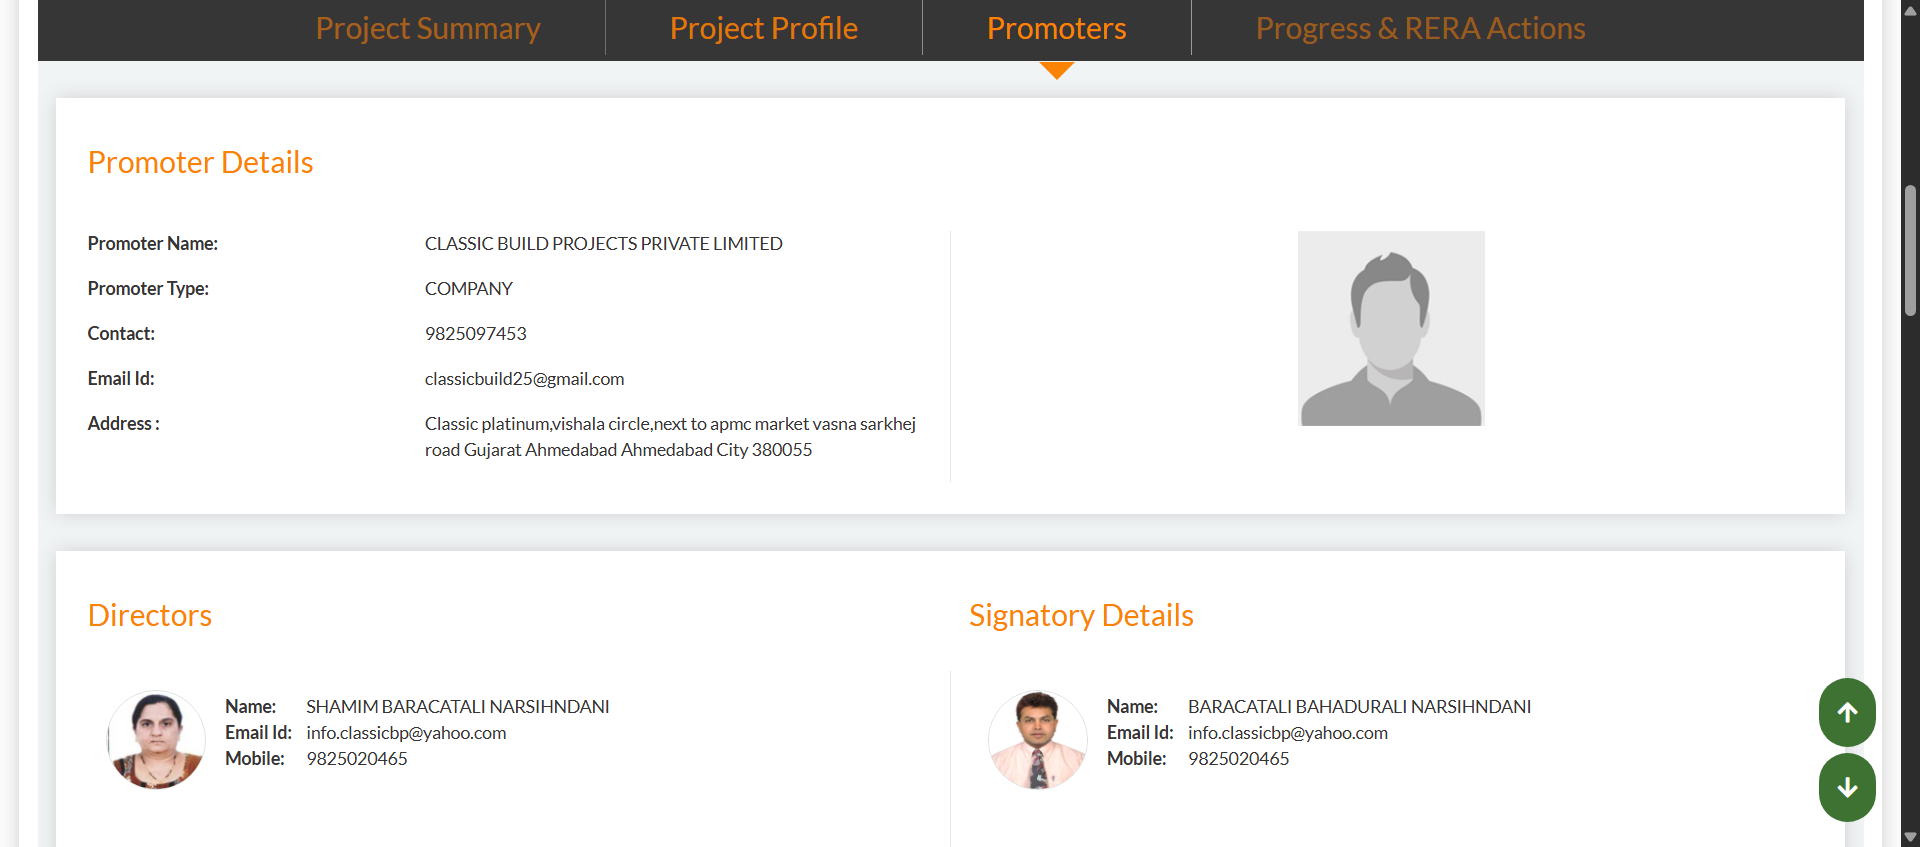 Project Summary
Project Profile
Promoters
Progress & RERA Actions
Promoter Details
Promoter Name: CLASSIC BUILD PROJECTS PRIVATE LIMITED
Promoter Type: COMPANY
Contact: 9825097453
Email Id: classicbuild25@gmail.com
Address : Classic platinum,vishala circle,next to apmc market vasna sarkhej
road Gujarat Ahmedabad Ahmedabad City 380055
Directors
Name: SHAMIM BARACATALI NARSIHNDANI
Email Id: info.classicbp@yahoo.com
Mobile: 9825020465
Signatory Details
Name: BARACATALI BAHADURALI NARSIHNDANI
Email Id: info.classicbp@yahoo.com
Mobile: 9825020465